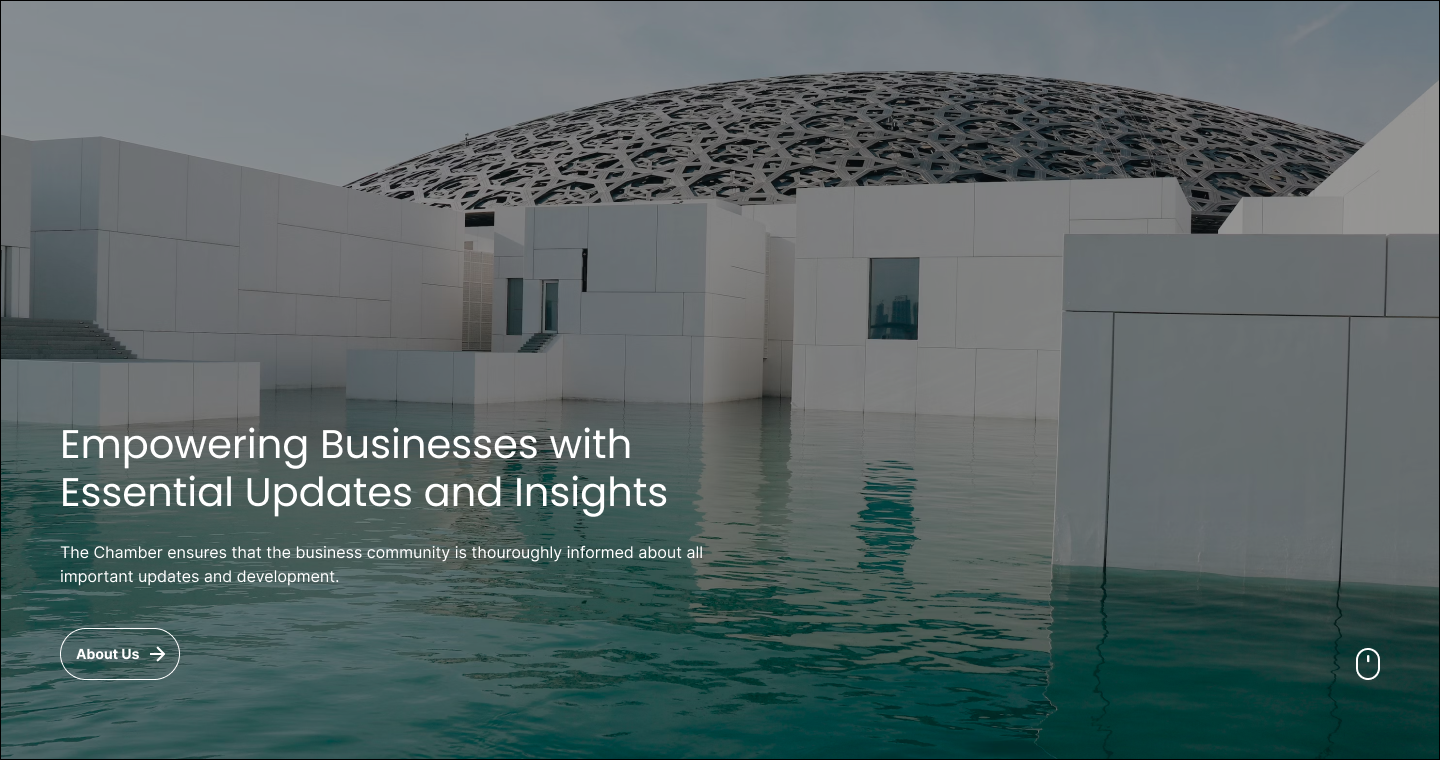 Empowering Businesses with
Essential Updates and Insights
The Chamber ensures that the business community is thouroughly informed about all
important updates and development.
About Us